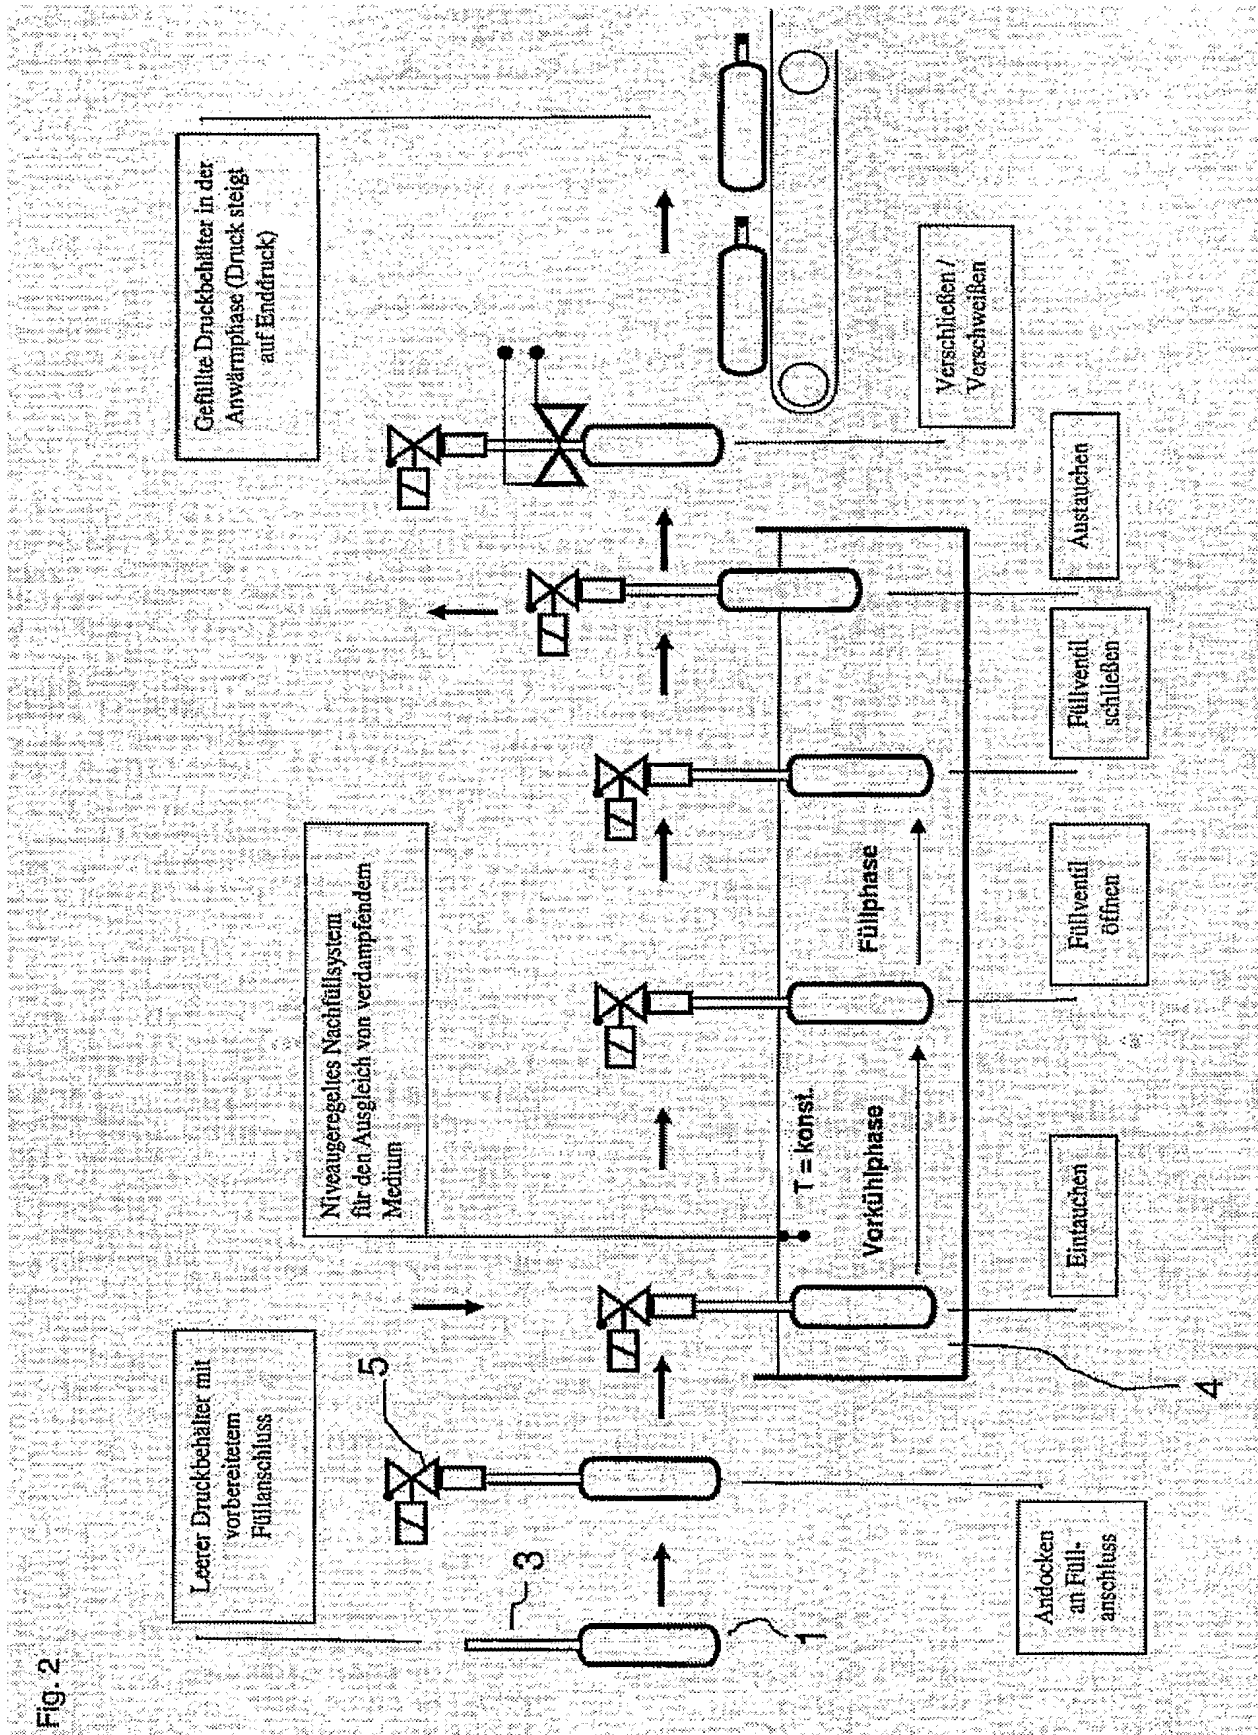 Fig. 2
Leerer Druckbehälter mit
vorbereitetem
Füllanschluss
Niveaugeregeltes Nachfüllsystem
für den Ausgleich von verdampfendem
Medium
Gefüllte Druckbehälter in der
Anwärmphase (Druck steigt
auf Enddruck)
3
5
1
4
T = konst.
Vorkühlphase
Füllphase
Andocken
an Füll-
anschluss
Eintauchen
Füllventil
öffnen
Füllventil
schließen
Austauchen
Verschließen /
Verschweißen